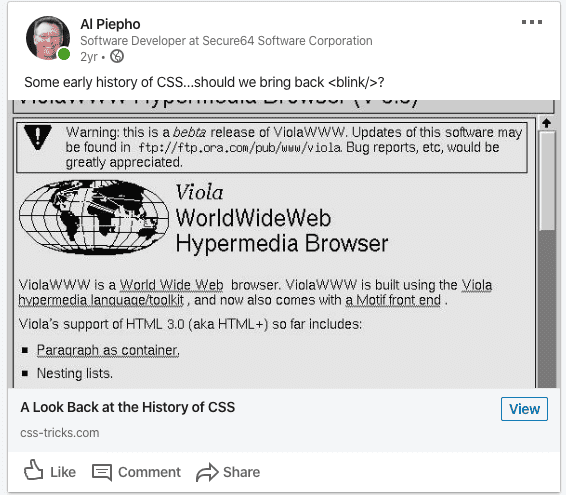 Al Piepho
Software Developer at Secure64 Software Corporation
2yr •
Some early history of CSS...should we bring back <blink/>?
ViolaWWW Hypermedia Browser
Warning: this is a bebta release of ViolaWWW. Updates of this software may
be found in ftp://ftp.ora.com/pub/www/viola. Bug reports, etc, would be
greatly appreciated.
Viola
WorldWideWeb
Hypermedia Browser
ViolaWWW is a World Wide Web browser. ViolaWWW is built using the Viola
hypermedia language/toolkit, and now also comes with a Motif front end .
Viola's support of HTML 3.0 (aka HTML+) so far includes:
▪ Paragraph as container.
▪ Nesting lists.
A Look Back at the History of CSS
View
css-tricks.com
Like
Comment
Share